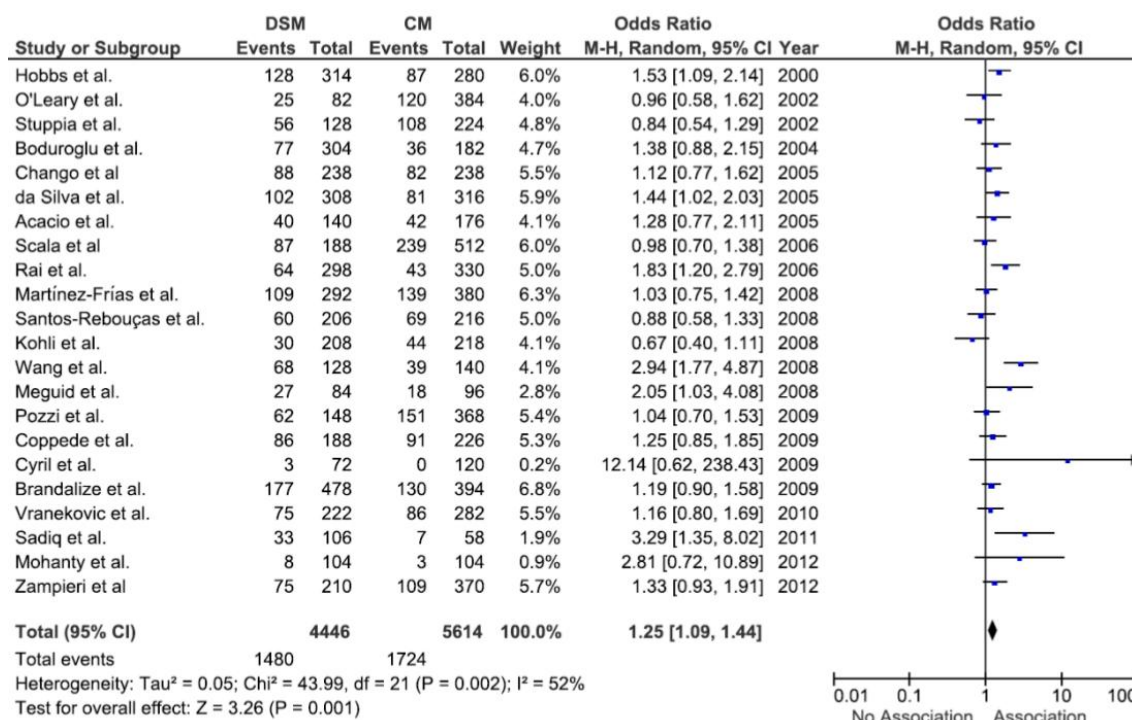 DSM CM Odds Ratio Odds Ratio
Study or Subgroup Events Total Events Total Weight M-H, Random, 95% CI Year M-H, Random, 95% CI
Hobbs et al. 128 314 87 280 6.0% 1.53 [1.09, 2.14] 2000
O'Leary et al. 25 82 120 384 4.0% 0.96 [0.58, 1.62] 2002
Stuppia et al. 56 128 108 224 4.8% 0.84 [0.54, 1.29] 2002
Boduroglu et al. 77 304 36 182 4.7% 1.38 [0.88, 2.15] 2004
Chango et al 88 238 82 238 5.6% 1.12 [0.77, 1.62] 2005
da Silva et al. 102 308 81 316 6.0% 1.44 [1.02, 2.03] 2005
Acacio et al. 40 140 42 176 4.1% 1.28 [0.77, 2.11] 2005
Scala et al 87 188 239 512 6.0% 0.98 [0.70, 1.38] 2006
Rai et al. 64 298 43 330 5.0% 1.83 [1.20, 2.79] 2006
Martínez-Frías et al. 109 292 139 380 6.3% 1.03 [0.75, 1.42] 2008
Santos-Rebouças et al. 60 206 69 216 5.0% 0.88 [0.58, 1.33] 2008
Kohli et al. 30 208 44 218 4.1% 0.67 [0.40, 1.11] 2008
Wang et al. 68 128 39 140 4.1% 2.94 [1.77, 4.87] 2008
Meguid et al. 27 84 18 96 2.8% 2.05 [1.03, 4.08] 2008
Pozzi et al. 62 148 151 368 5.4% 1.04 [0.70, 1.53] 2009
Coppede et al. 86 188 91 226 5.3% 1.25 [0.85, 1.85] 2009
Cyril et al. 3 72 0 120 0.2% 12.14 [0.62, 238.43] 2009
Brandalize et al. 177 478 130 394 6.8% 1.19 [0.90, 1.58] 2009
Vranekovic et al. 75 222 86 282 5.5% 1.16 [0.80, 1.69] 2010
Sadiq et al. 33 106 7 58 1.9% 3.29 [1.35, 8.02] 2011
Mohanty et al. 8 104 3 104 0.9% 2.81 [0.72, 10.89] 2012
Zampieri et al 75 210 109 370 5.7% 1.33 [0.93, 1.91] 2012
Total (95% CI) 4446 5614 100.0% 1.25 [1.09, 1.44]
Total events 1480 1724
Heterogeneity: Tau² = 0.05; Chi² = 43.99, df = 21 (P = 0.002); I² = 52%
Test for overall effect: Z = 3.26 (P = 0.001)
0.01 0.1 1 10 100
No Association Association